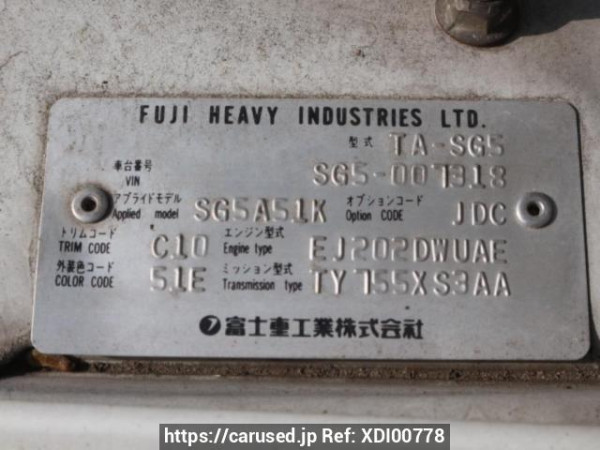 FUJI HEAVY INDUSTRIES LTD.
型式 TA-SG5
車台番号 VIN SG5-007318
アプライドモデル Applied model SG5A51K オプションコード Option CODE JDC
トリムコード TRIM CODE C10 エンジン型式 Engine type EJ202DWUAE
外装色コード COLOR CODE 51E ミッション型式 Transmission type TY755XS3AA
富士重工業株式会社
https://carused.jp Ref: XDI00778